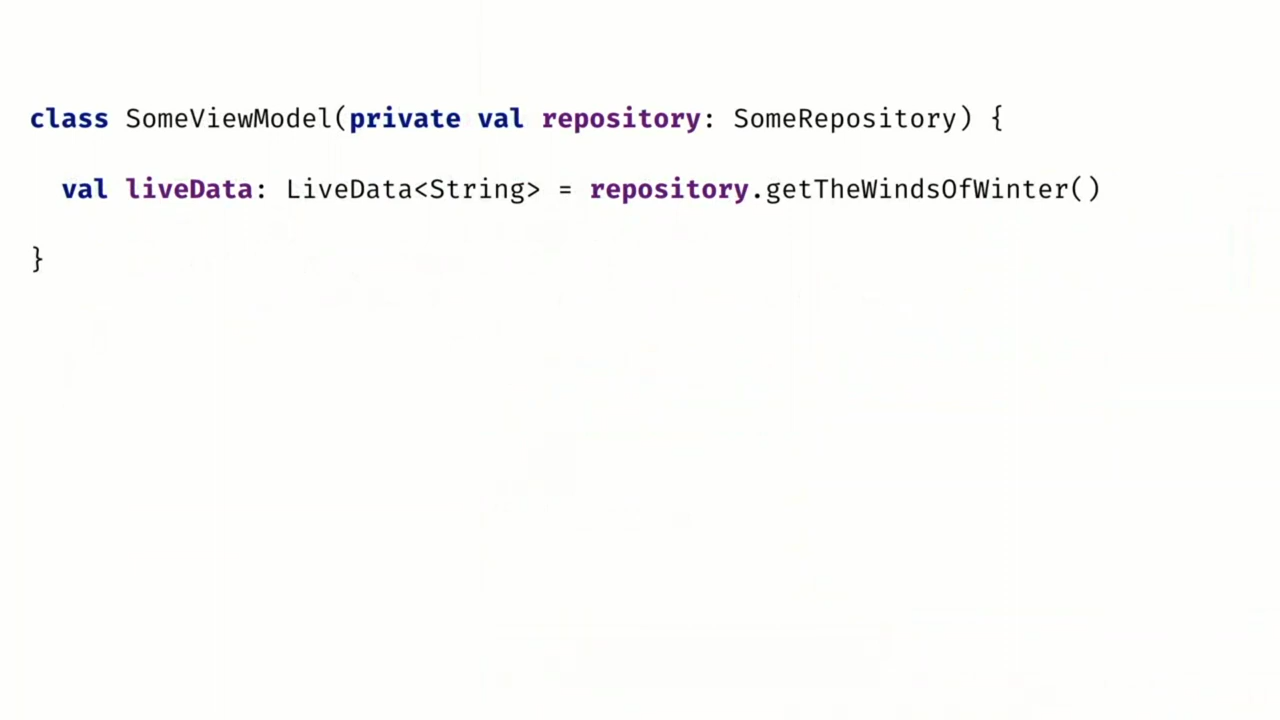 class SomeViewModel(private val repository: SomeRepository) {
val liveData: LiveData<String> = repository.getTheWindsOfWinter()
}